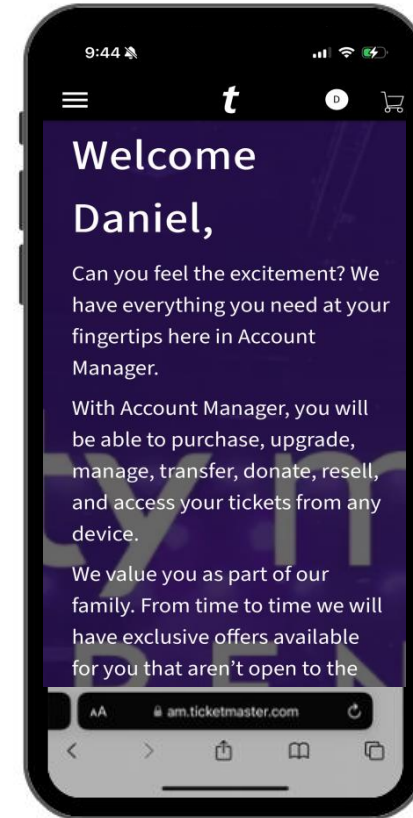 9:44
t
D
Welcome
Daniel,
Can you feel the excitement? We
have everything you need at your
fingertips here in Account
Manager.
With Account Manager, you will
be able to purchase, upgrade,
manage, transfer, donate, resell,
and access your tickets from any
device.
We value you as part of our
family. From time to time we will
have exclusive offers available
for you that aren’t open to the
AA am.ticketmaster.com